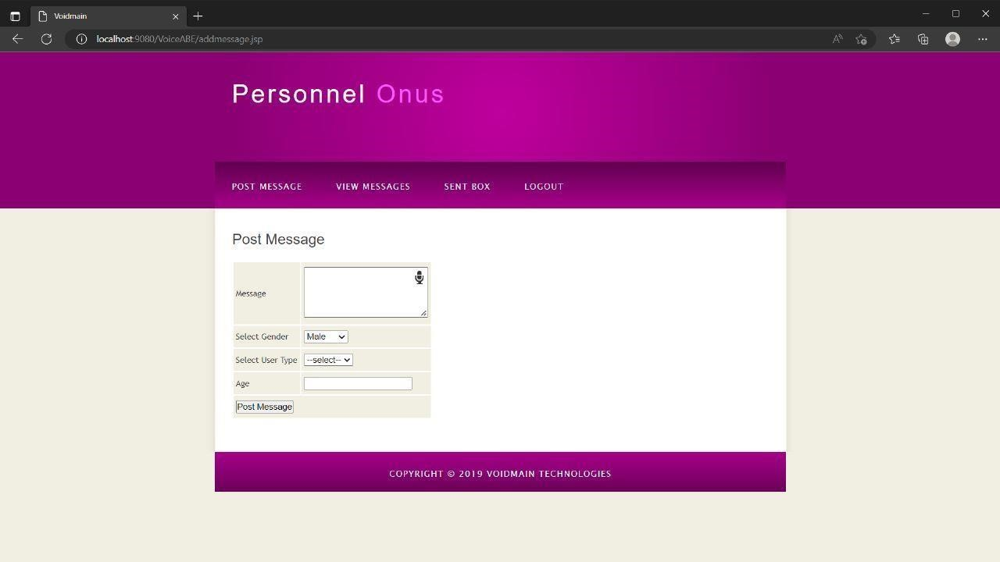 Voidmain
localhost:9080/VoiceABE/addmessage.jsp
Personnel Onus
POST MESSAGE VIEW MESSAGES SENT BOX LOGOUT
Post Message
Message
Select Gender Male
Select User Type --select--
Age
Post Message
COPYRIGHT © 2019 VOIDMAIN TECHNOLOGIES